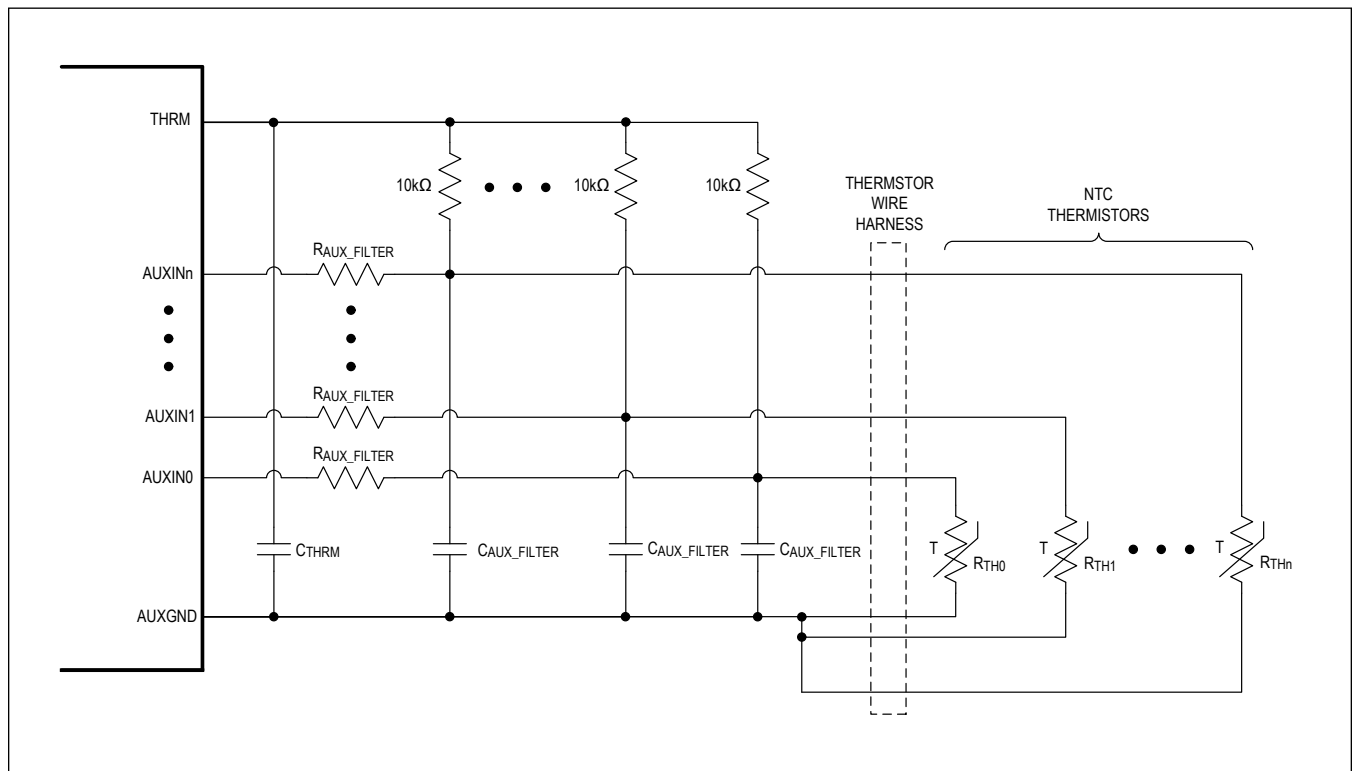 THRM
10kΩ
10kΩ
10kΩ
THERMSTOR
WIRE
HARNESS
NTC
THERMISTORS
RAUX_FILTER
AUXINn
RAUX_FILTER
AUXIN1
RAUX_FILTER
AUXIN0
CTHRM
CAUX_FILTER
CAUX_FILTER
CAUX_FILTER
T
RTH0
T
RTH1
T
RTHn
AUXGND